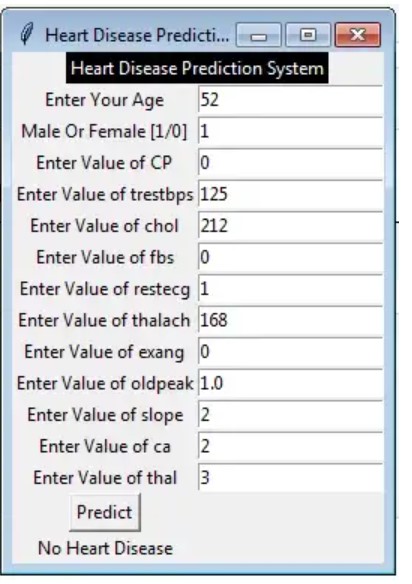 Heart Disease Predicti...
Heart Disease Prediction System
Enter Your Age 52
Male Or Female [1/0] 1
Enter Value of CP 0
Enter Value of trestbps 125
Enter Value of chol 212
Enter Value of fbs 0
Enter Value of restecg 1
Enter Value of thalach 168
Enter Value of exang 0
Enter Value of oldpeak 1.0
Enter Value of slope 2
Enter Value of ca 2
Enter Value of thal 3
Predict
No Heart Disease